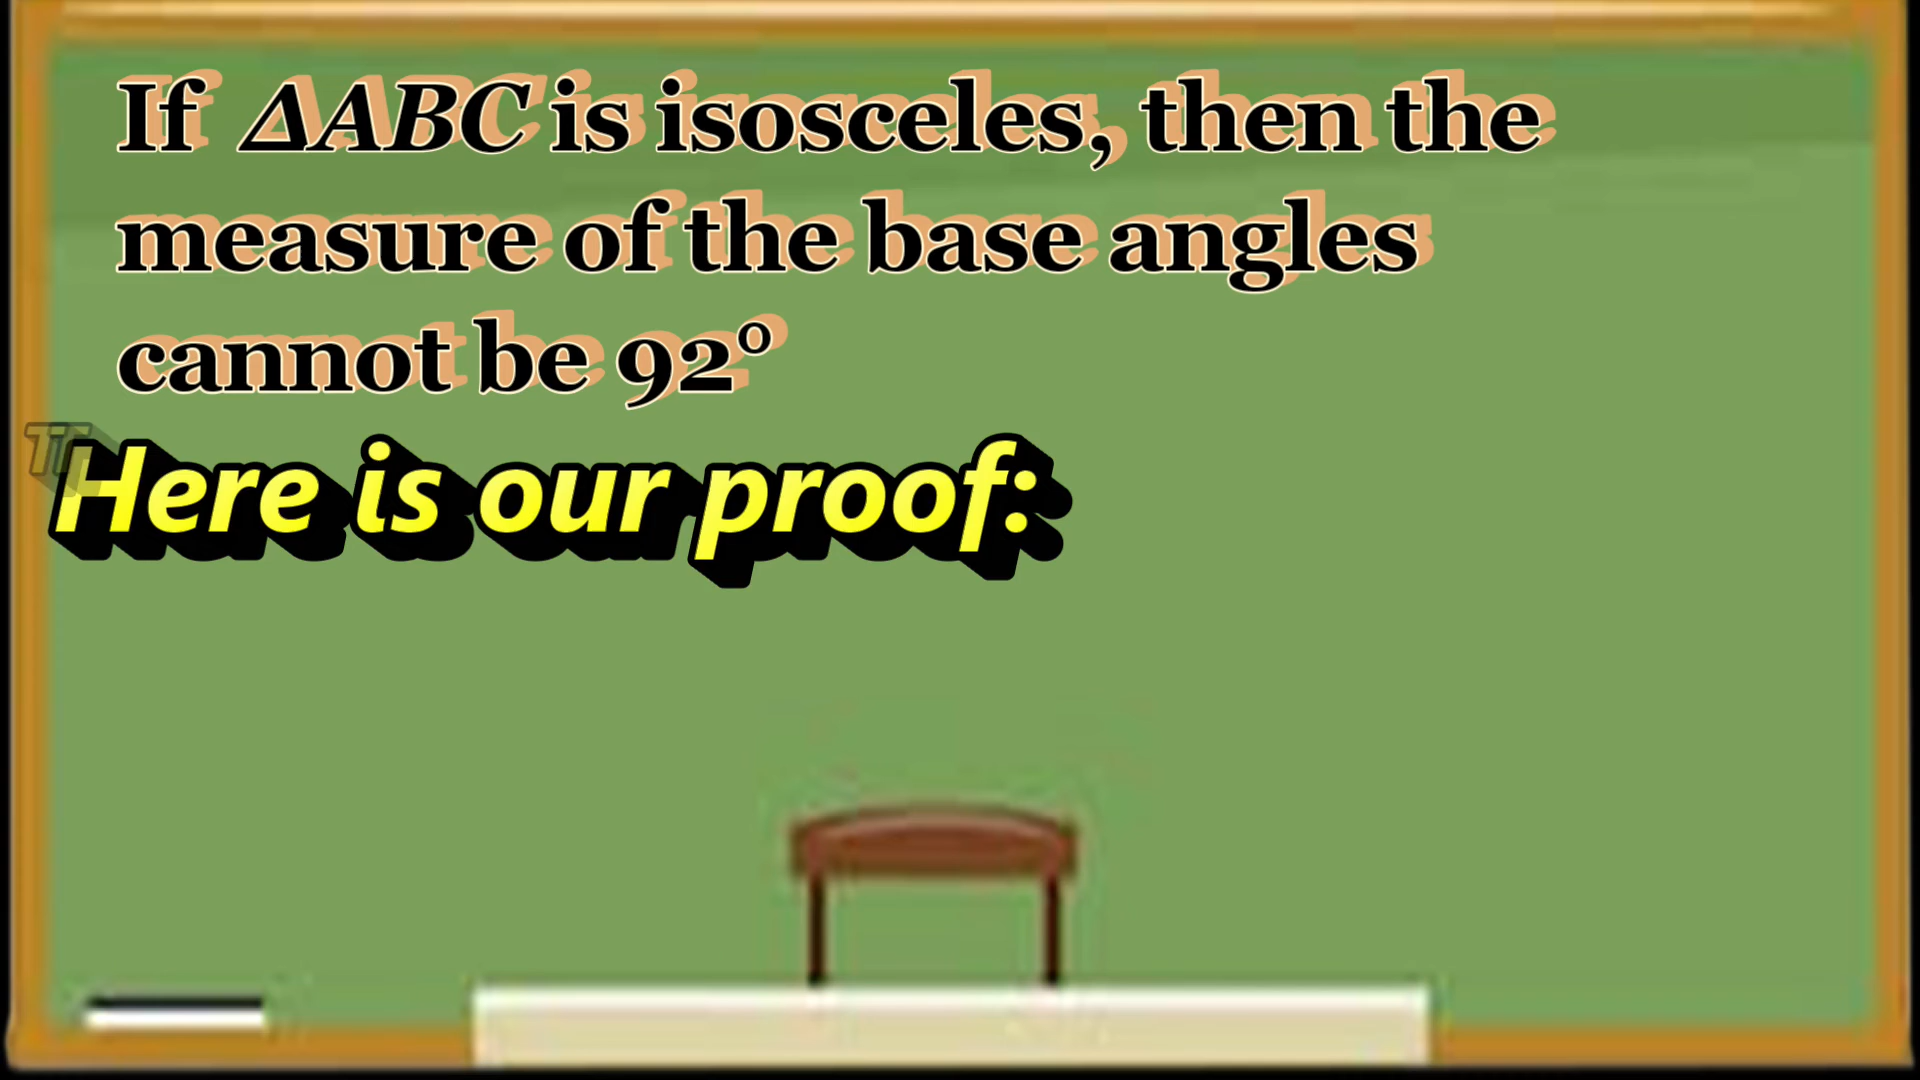 If ΔABC is isosceles, then the
measure of the base angles
cannot be 92°
Here is our proof: